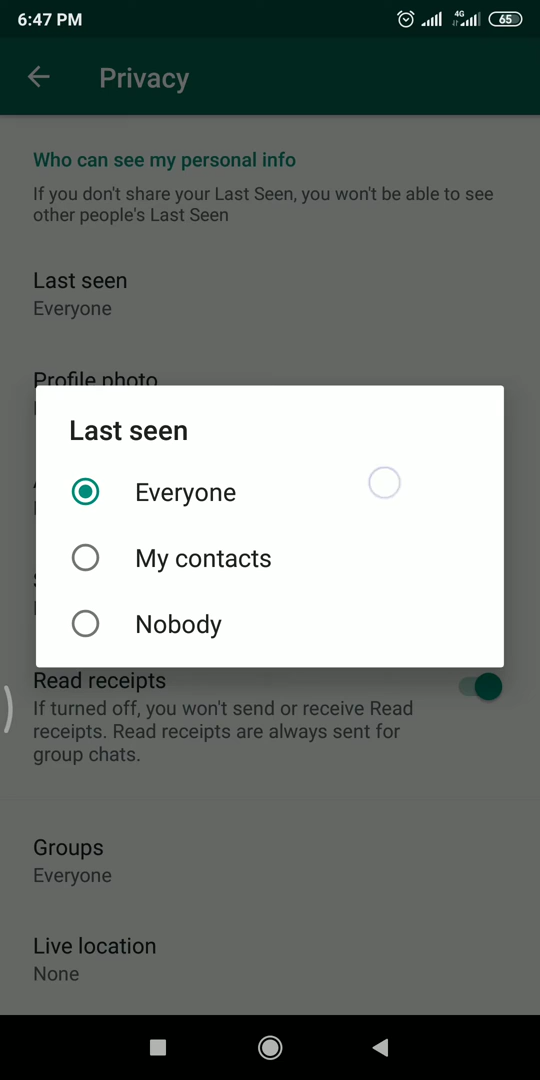 6:47 PM
4G
65
Privacy
Who can see my personal info
If you don't share your Last Seen, you won't be able to see
other people's Last Seen
Last seen
Everyone
Profile photo
Last seen
Everyone
My contacts
Nobody
Read receipts
If turned off, you won't send or receive Read
receipts. Read receipts are always sent for
group chats.
Groups
Everyone
Live location
None